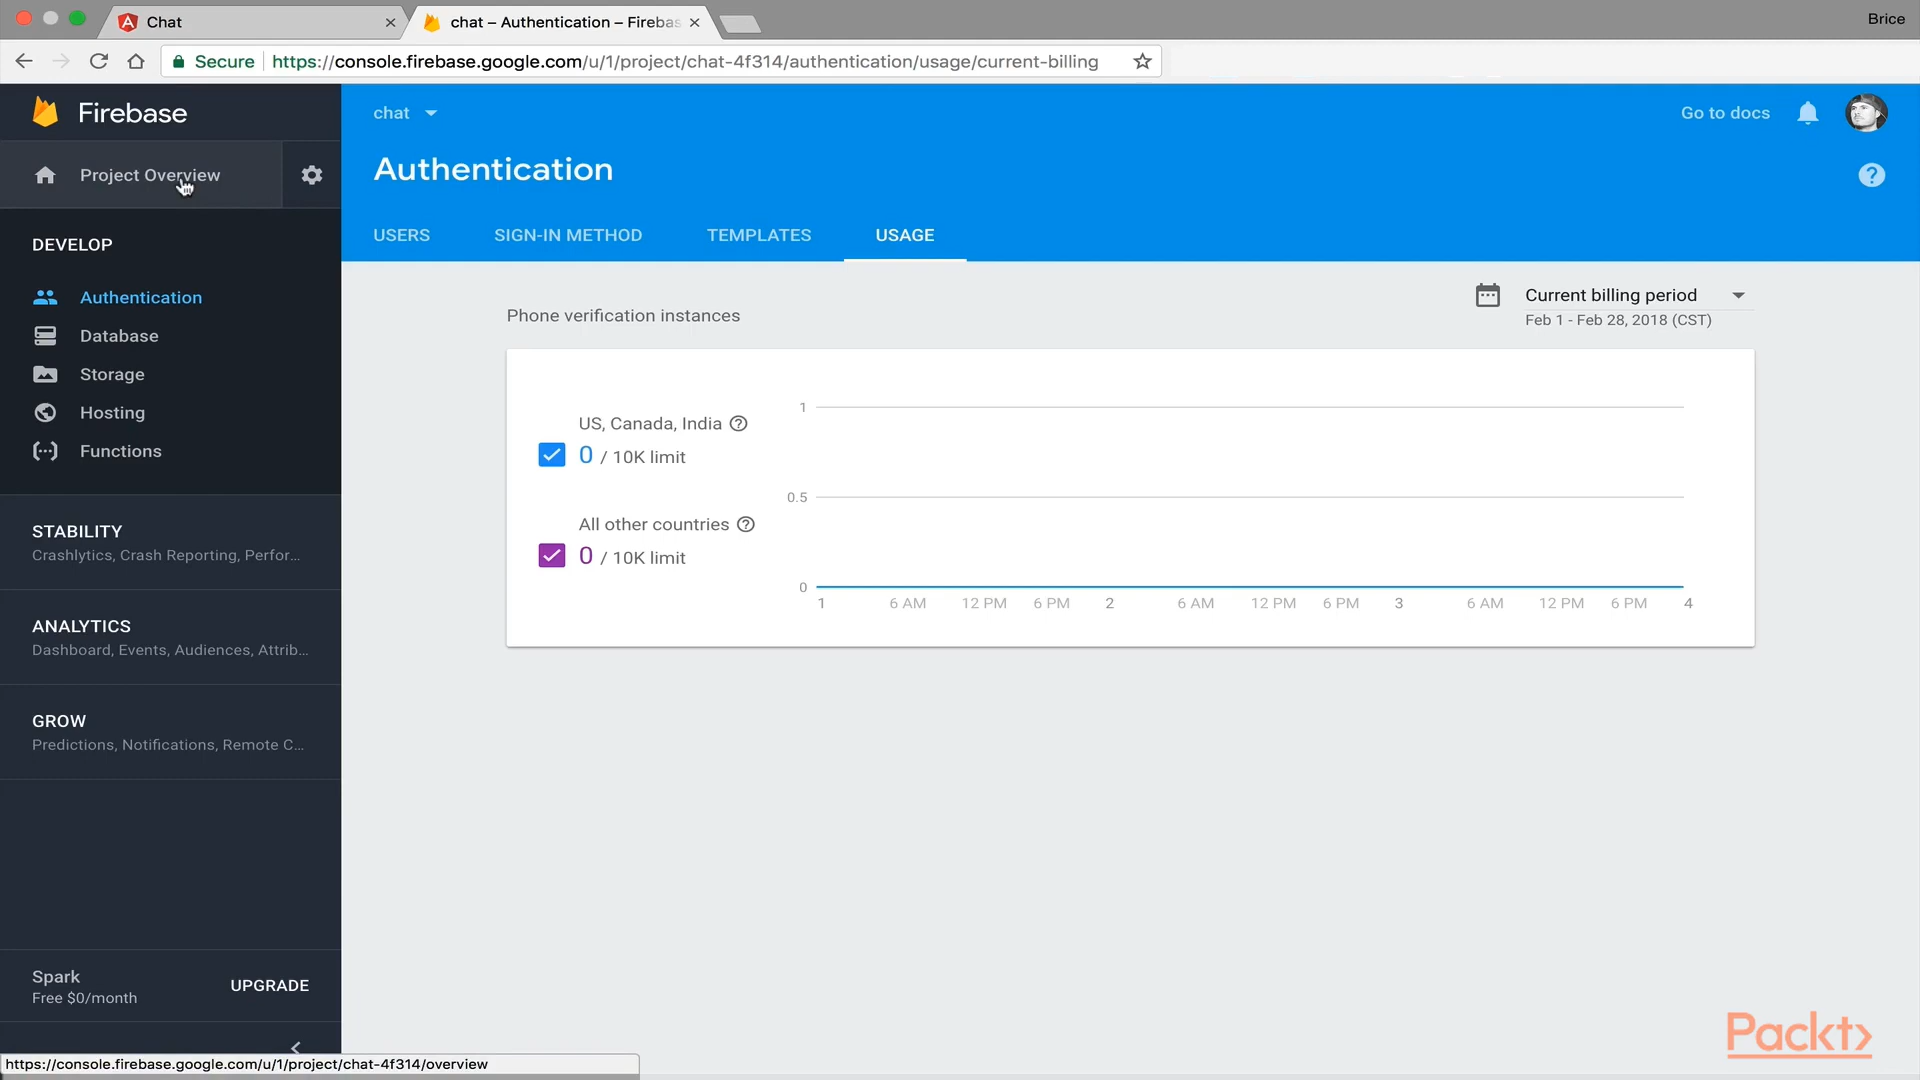 Chat
chat – Authentication – Firebas
Brice
Secure
https://console.firebase.google.com/u/1/project/chat-4f314/authentication/usage/current-billing
Firebase
chat
Go to docs
Project Overview
Authentication
USERS
SIGN-IN METHOD
TEMPLATES
USAGE
DEVELOP
Authentication
Database
Storage
Hosting
Functions
STABILITY
Crashlytics, Crash Reporting, Perfor...
ANALYTICS
Dashboard, Events, Audiences, Attrib...
GROW
Predictions, Notifications, Remote C...
Spark
Free $0/month
UPGRADE
Phone verification instances
Current billing period
Feb 1 - Feb 28, 2018 (CST)
US, Canada, India
0 / 10K limit
All other countries
0 / 10K limit
1
0.5
0
1 6 AM 12 PM 6 PM 2 6 AM 12 PM 6 PM 3 6 AM 12 PM 6 PM 4
https://console.firebase.google.com/u/1/project/chat-4f314/overview
Packt>